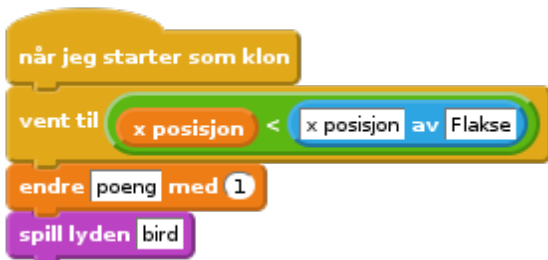 når jeg starter som klon
vent til x posisjon < x posisjon av Flakse
endre poeng med 1
spill lyden bird